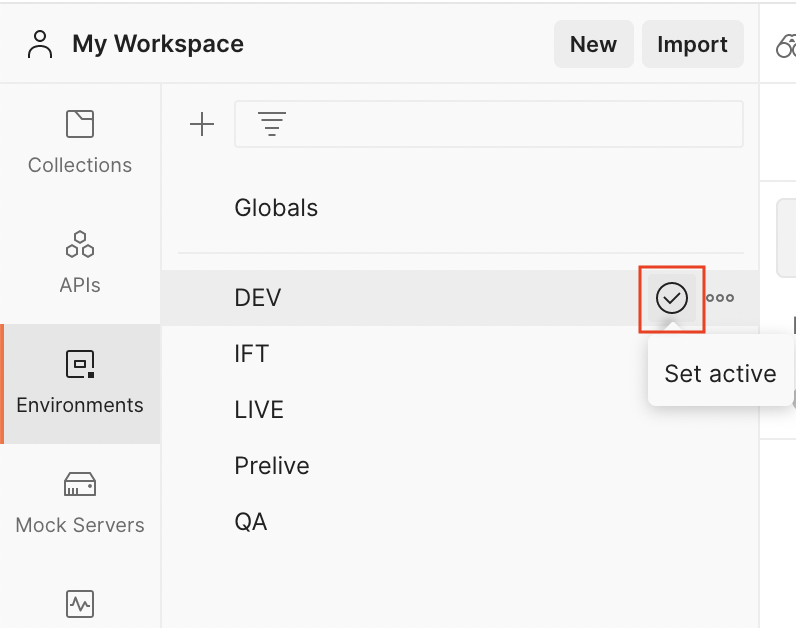 My Workspace
New
Import
Collections
APIs
Environments
Mock Servers
Globals
DEV
IFT
LIVE
Prelive
QA
Set active